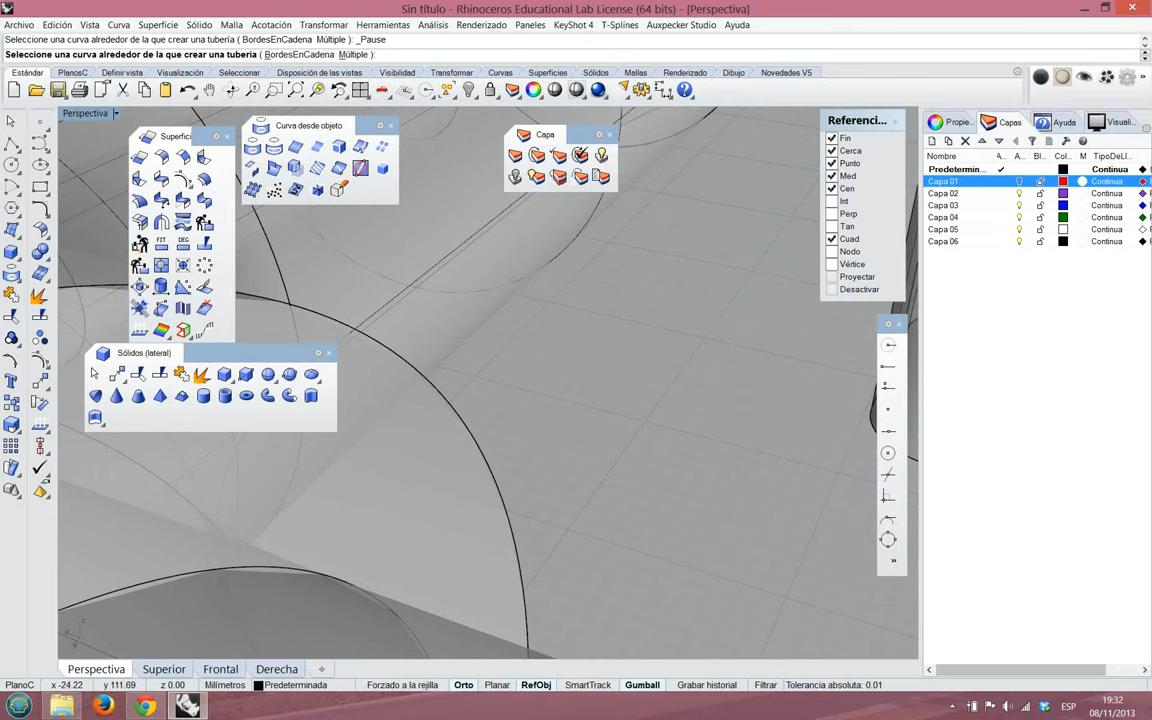 Sin título - Rhinoceros Educational Lab License (64 bits) - [Perspectiva]
Archivo Edición Vista Curva Superficie Sólido Malla Acotación Transformar Herramientas Análisis Renderizado Paneles KeyShot 4 T-Splines Auxpecker Studio Ayuda
Seleccione una curva alrededor de la que crear una tubería ( BordesEnCadena Múltiple ): _Pause
Seleccione una curva alrededor de la que crear una tubería ( BordesEnCadena Múltiple ):
Estándar PlanosC Definir vista Visualización Seleccionar Disposición de las vistas Visibilidad Transformar Curvas Superficies Sólidos Mallas Renderizado Dibujo Novedades V5
Perspectiva
Superfici
Curva desde objeto
Capa
Referenci...
Fin
Cerca
Punto
Med
Cen
Int
Perp
Tan
Cuad
Nodo
Vértice
Proyectar
Desactivar
FIT DEG
Sólidos (lateral)
Propie... Capas Ayuda Visuali...
Nombre A... A... Bl... Col... M TipoDeLí...
Predetermin... Continua
Capa 01 Continua
Capa 02 Continua
Capa 03 Continua
Capa 04 Continua
Capa 05 Continua
Capa 06 Continua
Perspectiva Superior Frontal Derecha
PlanoC x -24.22 y 111.69 z 0.00 Milímetros Predeterminada Forzado a la rejilla Orto Planar RefObj SmartTrack Gumball Grabar historial Filtrar Tolerancia absoluta: 0.01
ESP
19:32
08/11/2013